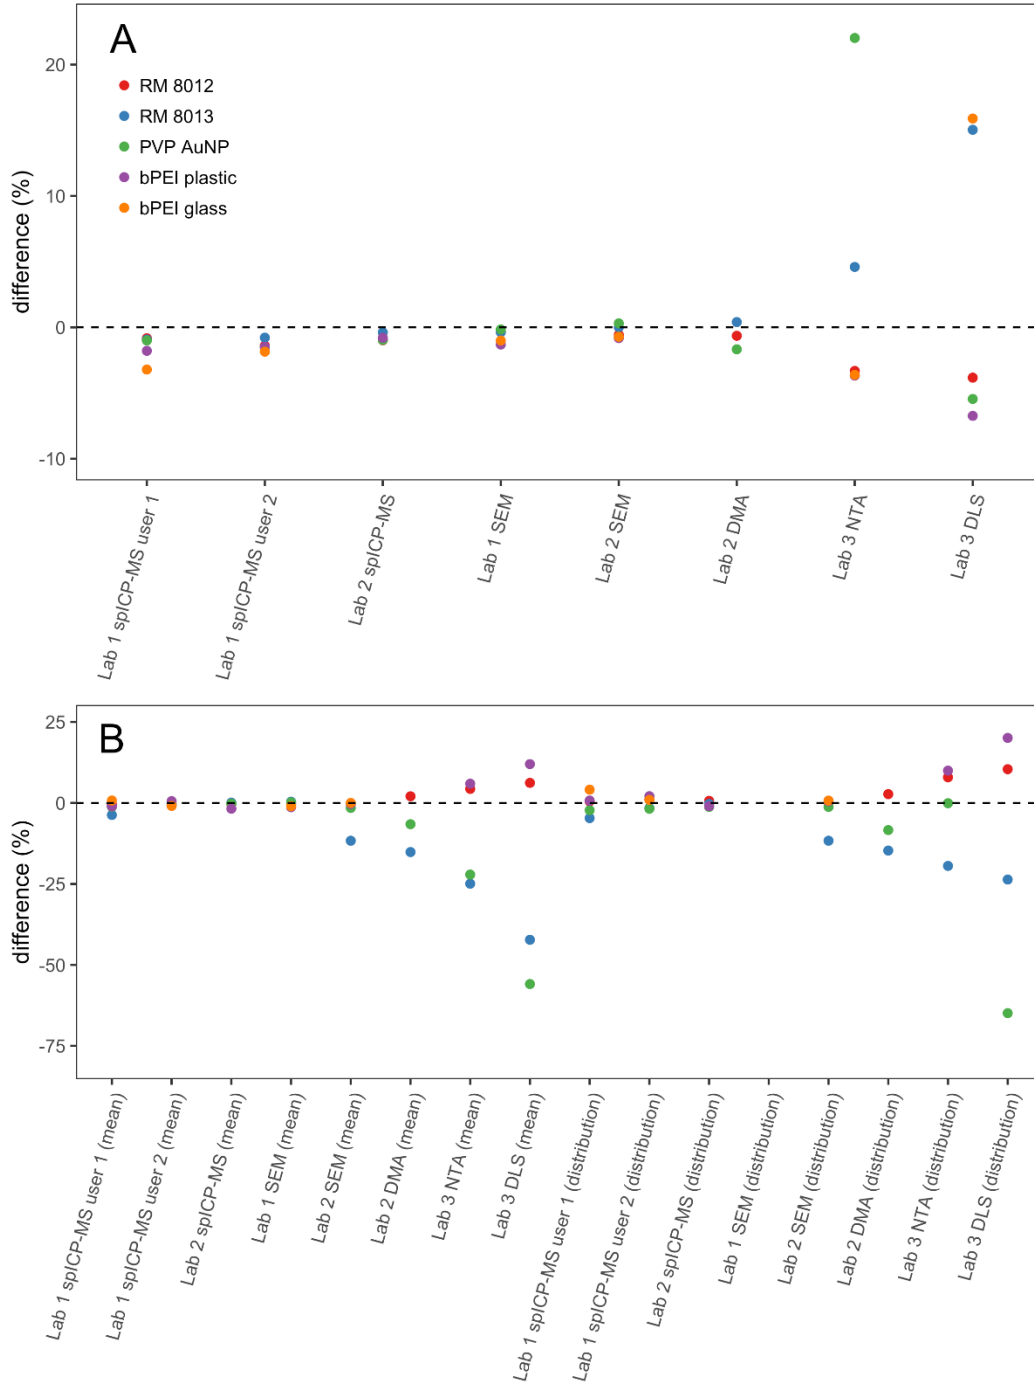 A
RM 8012
RM 8013
PVP AuNP
bPEI plastic
bPEI glass
difference (%)
20
10
0
-10
Lab 1 spICP-MS user 1
Lab 1 spICP-MS user 2
Lab 2 spICP-MS
Lab 1 SEM
Lab 2 SEM
Lab 2 DMA
Lab 3 NTA
Lab 3 DLS
B
difference (%)
25
0
-25
-50
-75
Lab 1 spICP-MS user 1 (mean)
Lab 1 spICP-MS user 2 (mean)
Lab 2 spICP-MS (mean)
Lab 1 SEM (mean)
Lab 2 SEM (mean)
Lab 2 DMA (mean)
Lab 3 NTA (mean)
Lab 3 DLS (mean)
Lab 1 spICP-MS user 1 (distribution)
Lab 1 spICP-MS user 2 (distribution)
Lab 2 spICP-MS (distribution)
Lab 1 SEM (distribution)
Lab 2 SEM (distribution)
Lab 2 DMA (distribution)
Lab 3 NTA (distribution)
Lab 3 DLS (distribution)